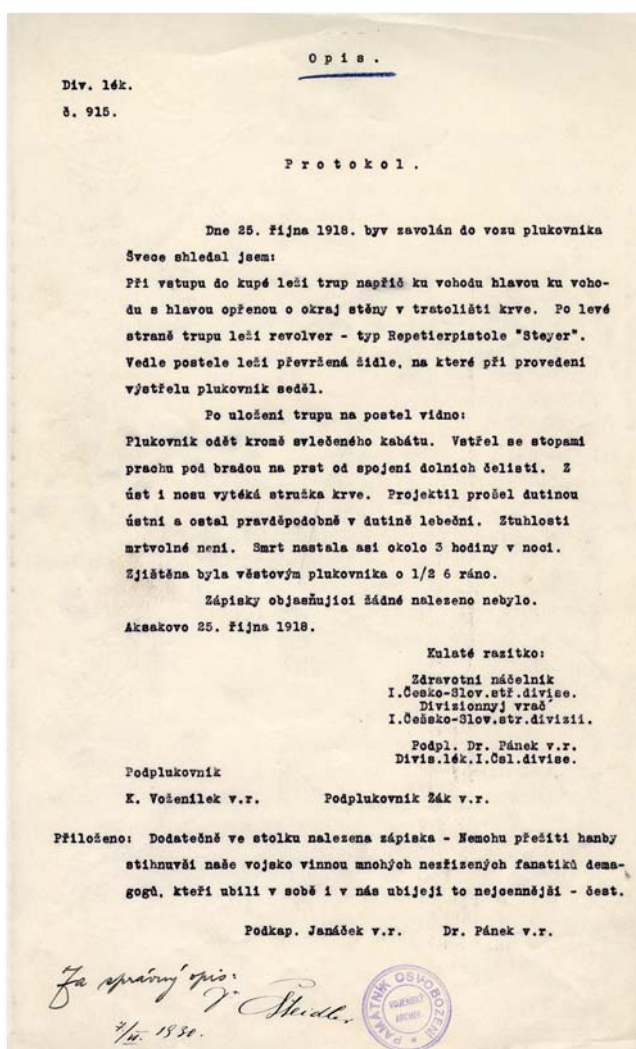 Opis.
Div. lék.
č. 915.
Protokol.
Dne 25. října 1918. byv zavolán do vozu plukovníka
Švece shledal jsem:
Při vstupu do kupé leží trup napříč ku vohodu hlavou ku voho-
du s hlavou opřenou o okraj stěny v tratolišti krve. Po levé
straně trupu leží revolver - typ Repetierpistole "Steyer".
Vedle postele leží převržená židle, na které při provedení
výstřelu plukovník seděl.
Po uložení trupu na postel vidno:
Plukovník odět kromě svlečeného kabátu. Vstřel se stopami
prachu pod bradou na prst od spojení dolních čelistí. Z
úst i nosu vytéká stružka krve. Projektil prošel dutinou
ústní a ostal pravděpodobně v dutině lebeční. Ztuhlosti
mrtvolné není. Smrt nastala asi okolo 3 hodiny v noci.
Zjištěna byla věstovým plukovníka o 1/2 6 ráno.
Zápisky objasňující žádné nalezeno nebylo.
Aksakovo 25. října 1918.
Kulaté razítko:
Zdravotní náčelník
I.Česko-Slov.stř.divise.
Divizionnyj vrač
I.Češsko-Slov.str.divizii.
Podpl. Dr. Pánek v.r.
Divis.lék.I.Čsl.divise.
Podplukovník
K. Voženílek v.r. Podplukovník Žák v.r.
Přiloženo: Dodatečně ve stolku nalezena zápiska - Nemohu přežíti hanby
stihnuvší naše vojsko vinnou mnohých nezřízených fanatiků dema-
gogů, kteří ubili v sobě i v nás ubíjejí to nejcennější - čest.
Podkap. Janáček v.r. Dr. Pánek v.r.
Za správný opis:
Steidler
1930.
PAMÁTNÍK OSVOBOZENÍ
VOJENSKÝ
ARCHIV